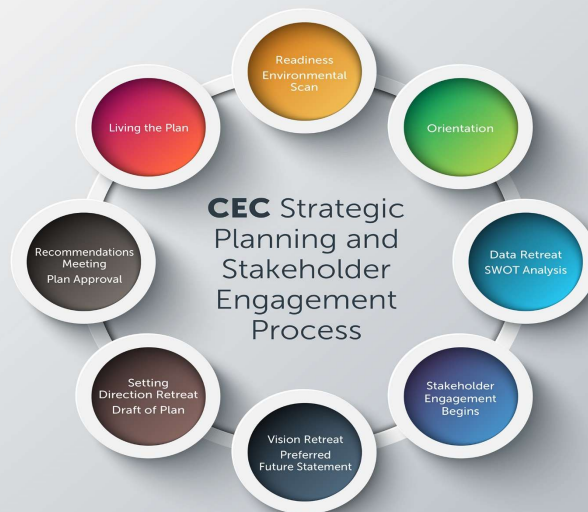 Readiness
Environmental
Scan
Orientation
Data Retreat
SWOT Analysis
Stakeholder
Engagement
Begins
Vision Retreat
Preferred
Future Statement
Setting
Direction Retreat
Draft of Plan
Recommendations
Meeting
Plan Approval
Living the Plan
CEC Strategic
Planning and
Stakeholder
Engagement
Process